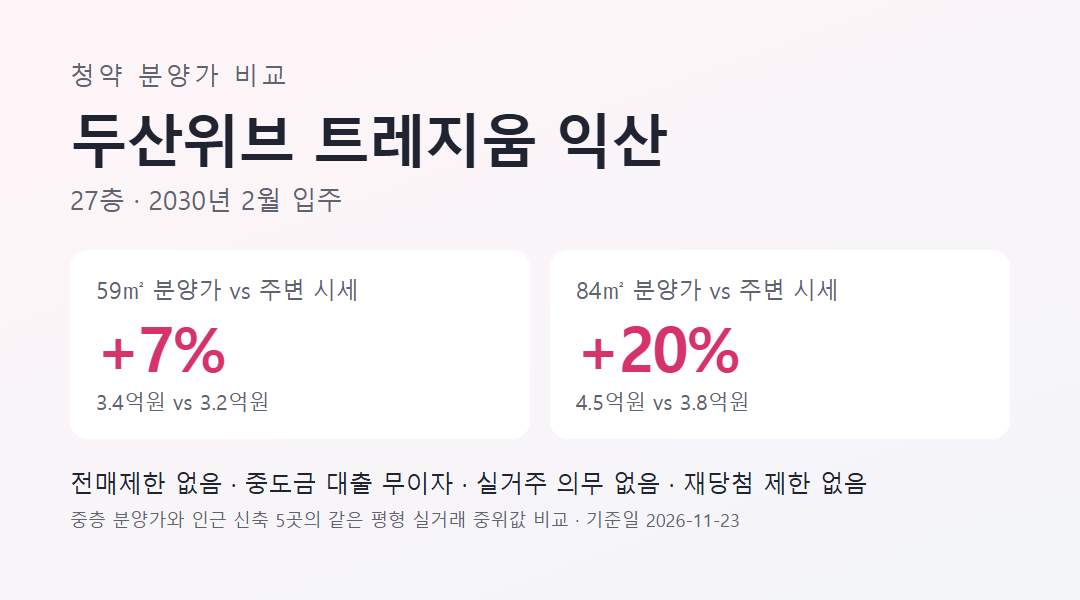 청약 분양가 비교
두산위브 트레지움 익산
27층 · 2030년 2월 입주
59㎡ 분양가 vs 주변 시세
+7%
3.4억원 vs 3.2억원
84㎡ 분양가 vs 주변 시세
+20%
4.5억원 vs 3.8억원
전매제한 없음 · 중도금 대출 무이자 · 실거주 의무 없음 · 재당첨 제한 없음
중층 분양가와 인근 신축 5곳의 같은 평형 실거래 중위값 비교 · 기준일 2026-11-23